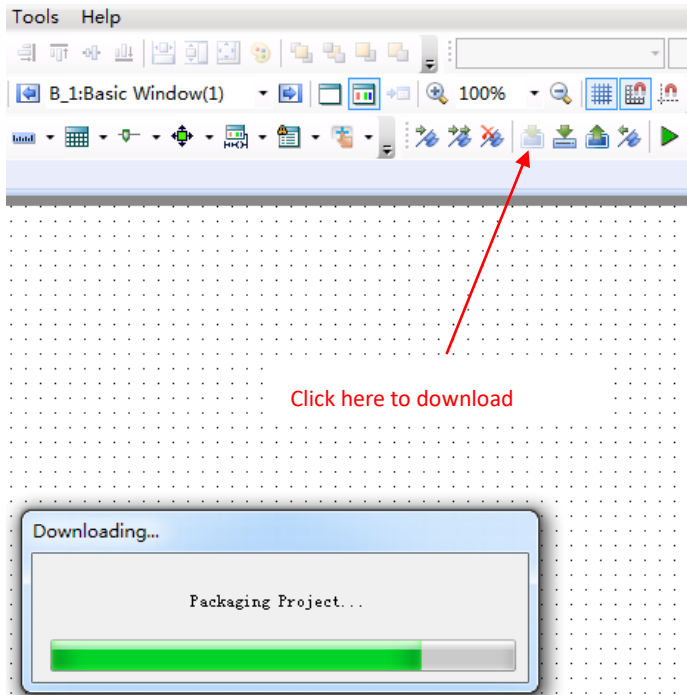 Tools Help
B_1:Basic Window(1) 100%
Click here to download
Downloading...
Packaging Project...